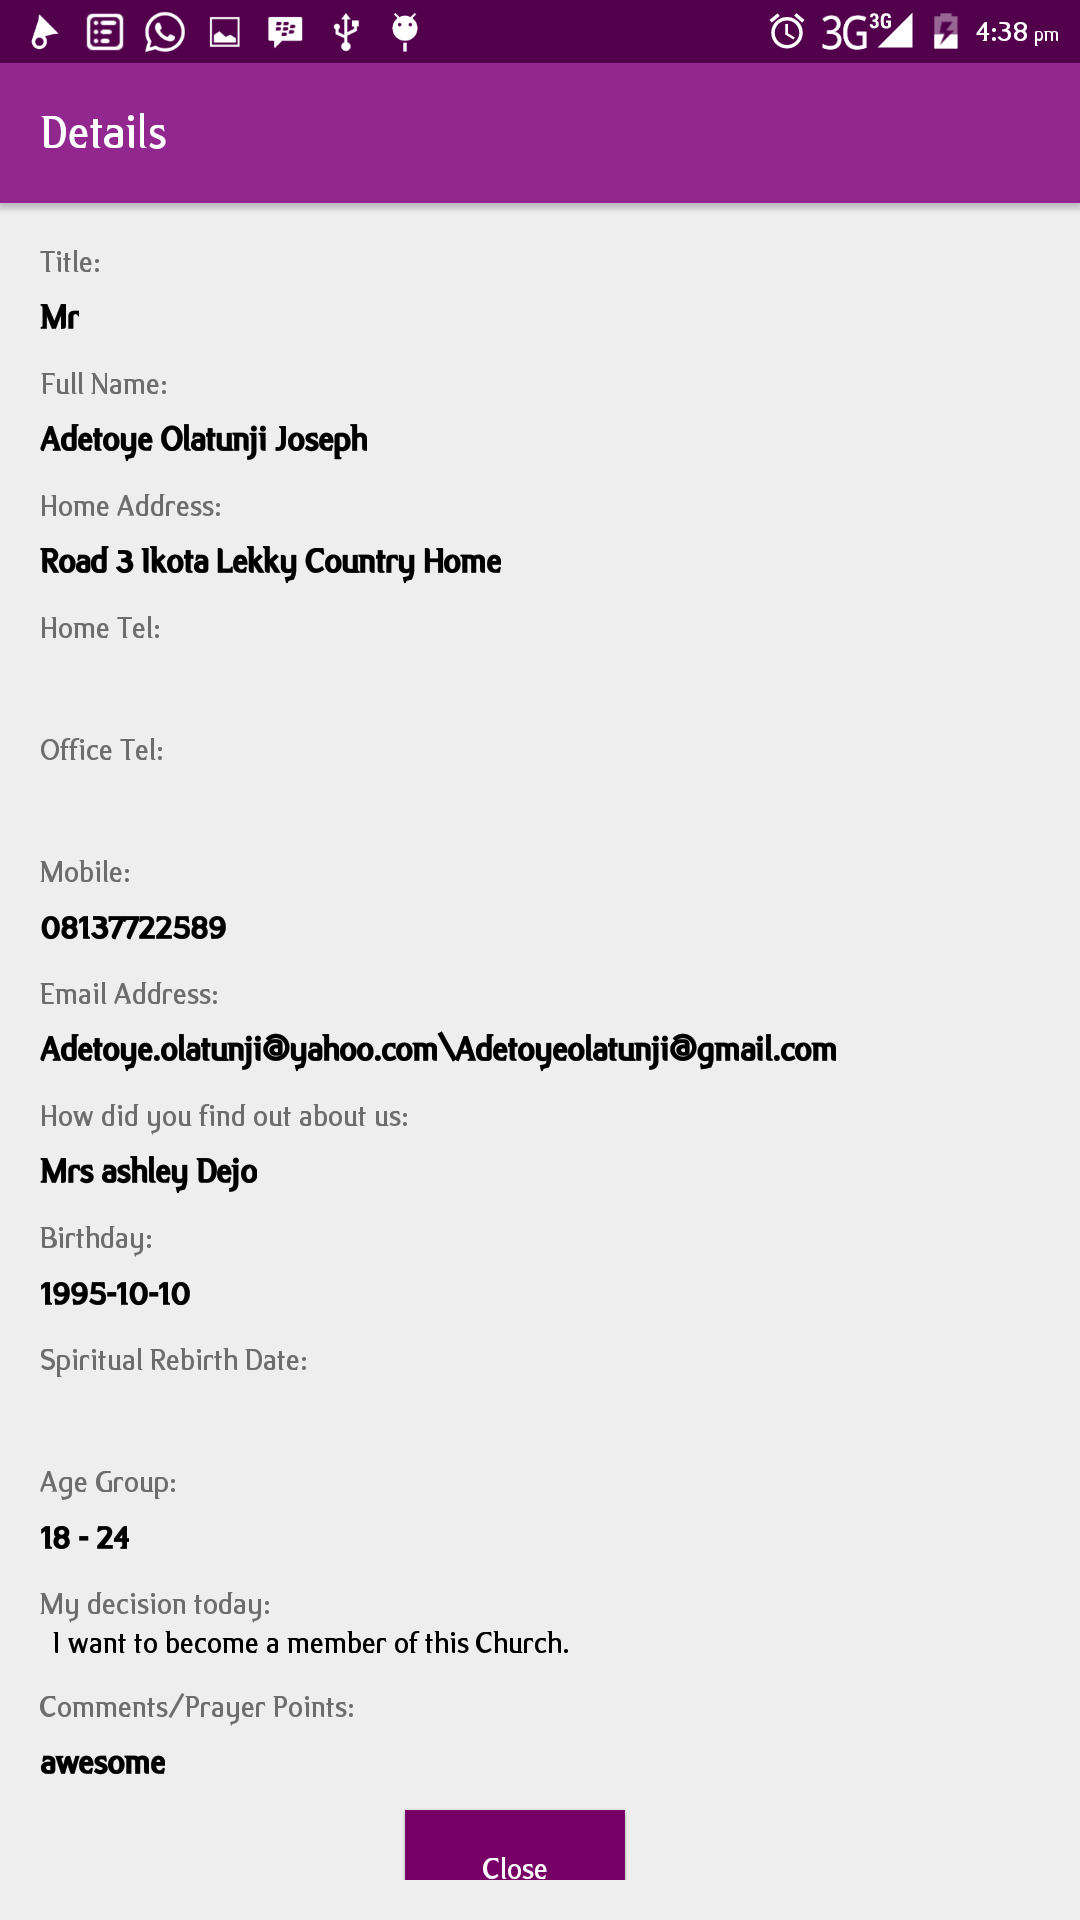 3G 3G 4:38 pm
Details
Title:
Mr
Full Name:
Adetoye Olatunji Joseph
Home Address:
Road 3 Ikota Lekky Country Home
Home Tel:
Office Tel:
Mobile:
08137722589
Email Address:
Adetoye.olatunji@yahoo.com\Adetoyeolatunji@gmail.com
How did you find out about us:
Mrs ashley Dejo
Birthday:
1995-10-10
Spiritual Rebirth Date:
Age Group:
18 - 24
My decision today:
I want to become a member of this Church.
Comments/Prayer Points:
awesome
Close